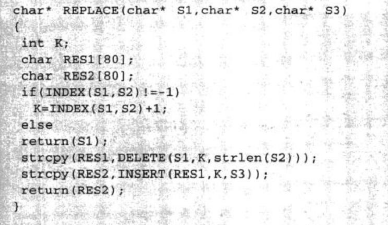 char* REPLACE(char* S1,char* S2,char* S3)
{
int K;
char RES1[80];
char RES2[80];
if(INDEX(S1,S2)!=-1)
K=INDEX(S1,S2)+1;
else
return(S1);
strcpy(RES1,DELETE(S1,K,strlen(S2)));
strcpy(RES2,INSERT(RES1,K,S3));
return(RES2);
}